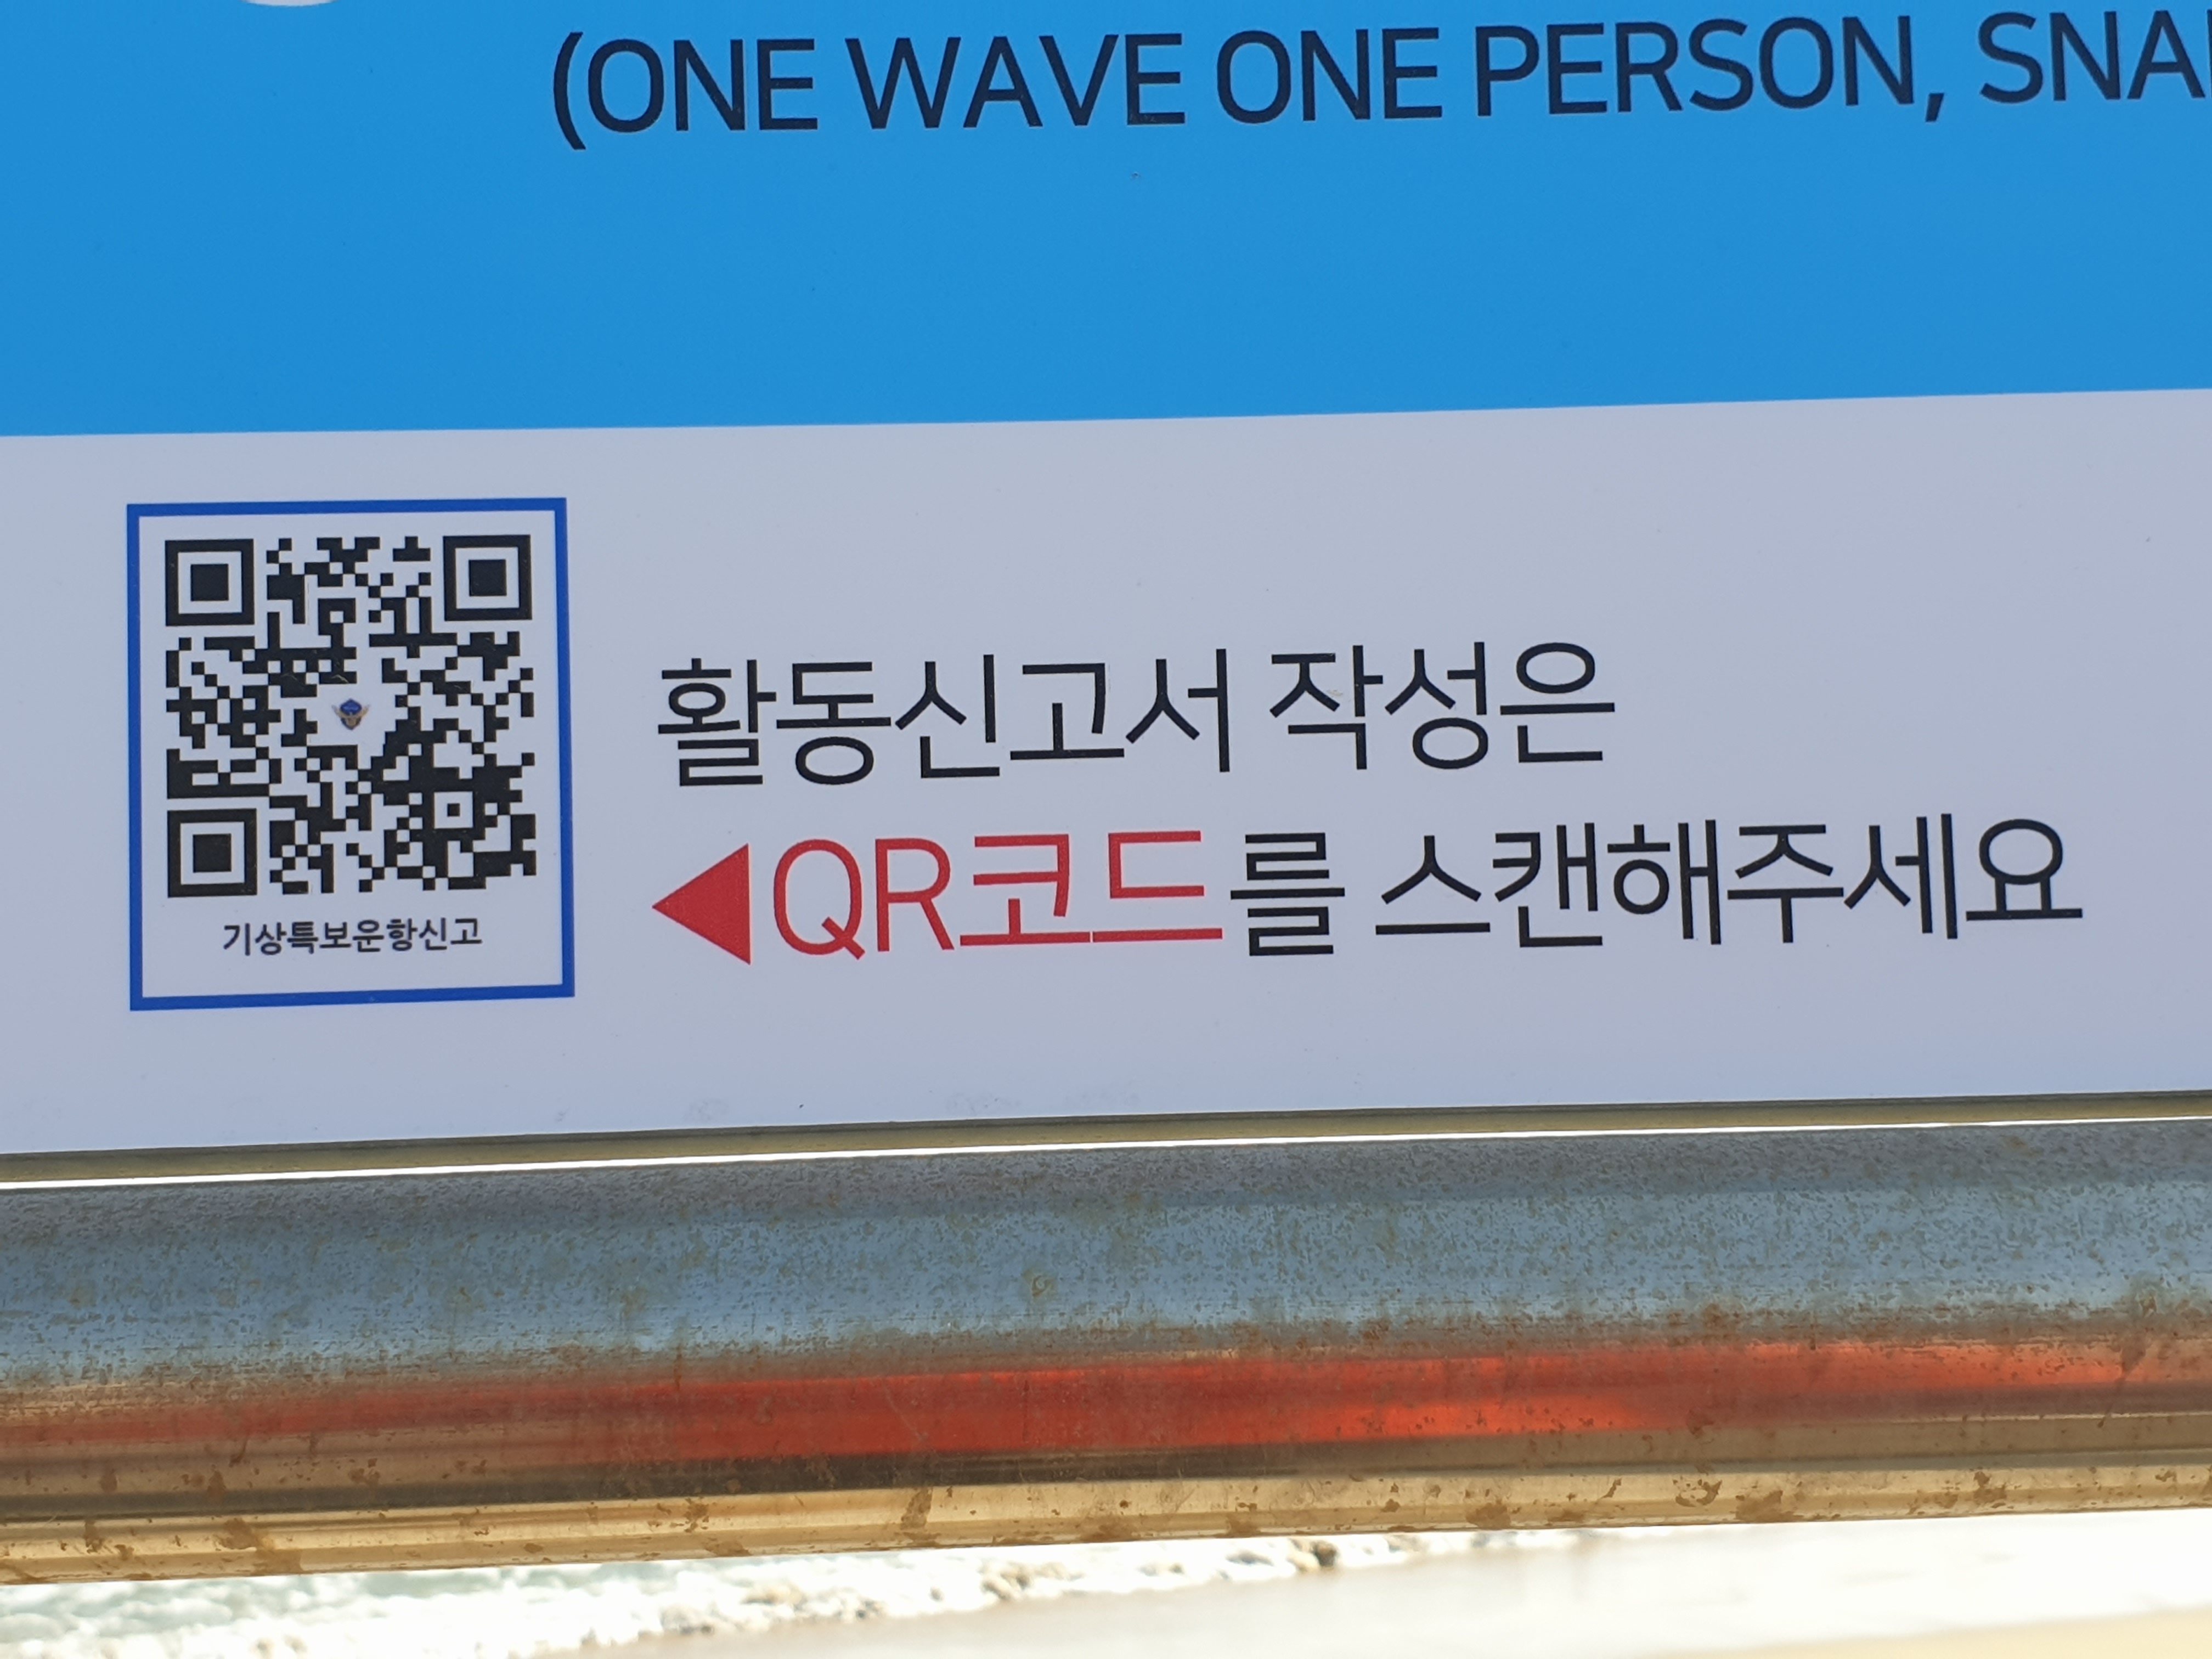 (ONE WAVE ONE PERSON,
활동신고서 작성은
◀QR코드를 스캔해주세요
기상특보운항신고